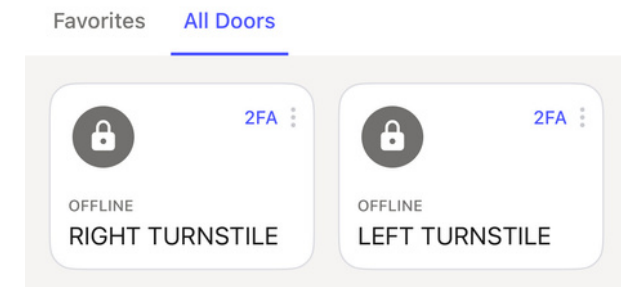 Favorites All Doors
2FA 2FA
OFFLINE OFFLINE
RIGHT TURNSTILE LEFT TURNSTILE